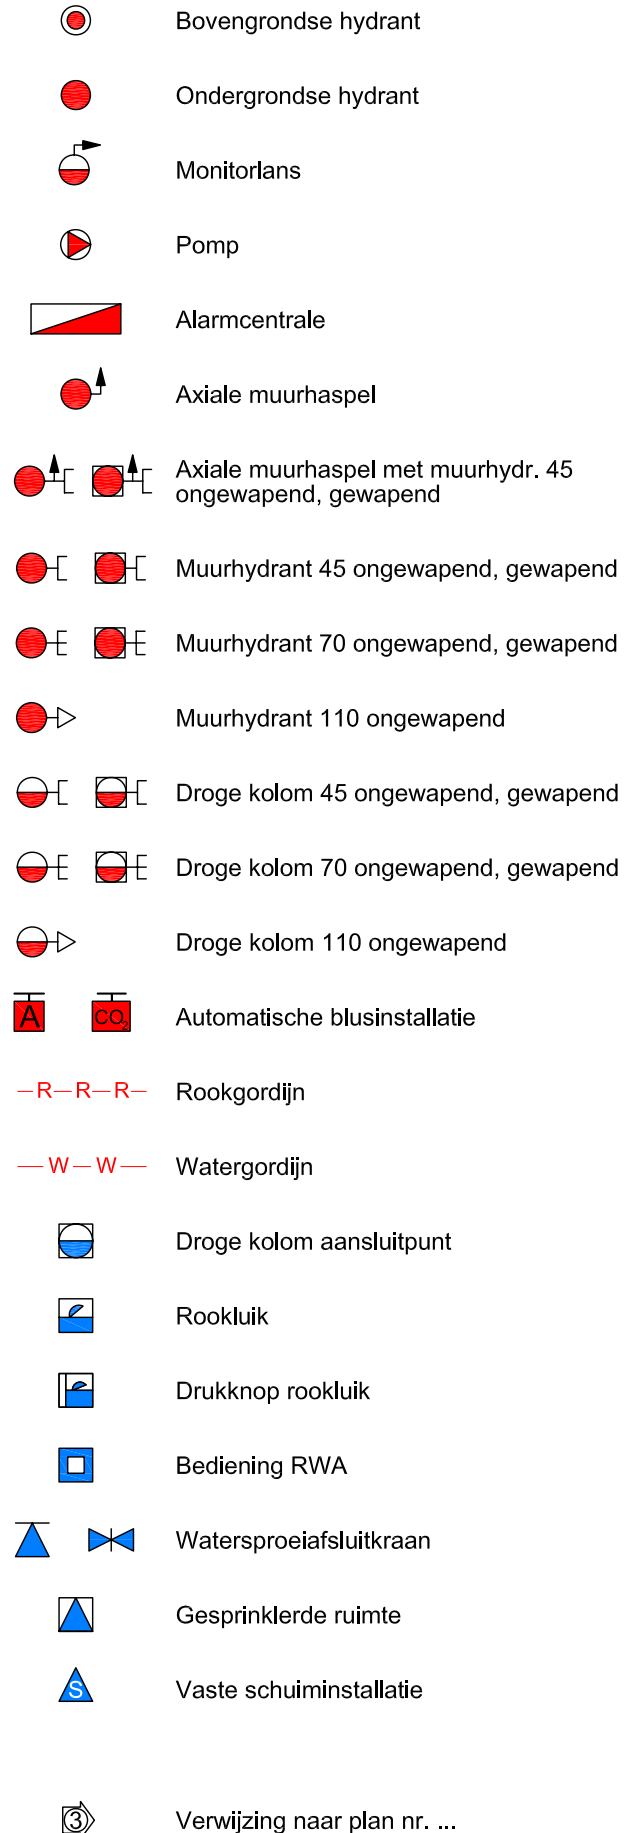 Bovengrondse hydrant
Ondergrondse hydrant
Monitorlans
Pomp
Alarmcentrale
Axiale muurhaspel
Axiale muurhaspel met muurhydr. 45
ongewapend, gewapend
Muurhydrant 45 ongewapend, gewapend
Muurhydrant 70 ongewapend, gewapend
Muurhydrant 110 ongewapend
Droge kolom 45 ongewapend, gewapend
Droge kolom 70 ongewapend, gewapend
Droge kolom 110 ongewapend
A CO2 Automatische blusinstallatie
R R R Rookgordijn
W W Watergordijn
Droge kolom aansluitpunt
Rookluik
Drukknop rookluik
Bediening RWA
Watersproeiafsluitkraan
Gesprinklerde ruimte
S Vaste schuiminstallatie
3 Verwijzing naar plan nr. ...